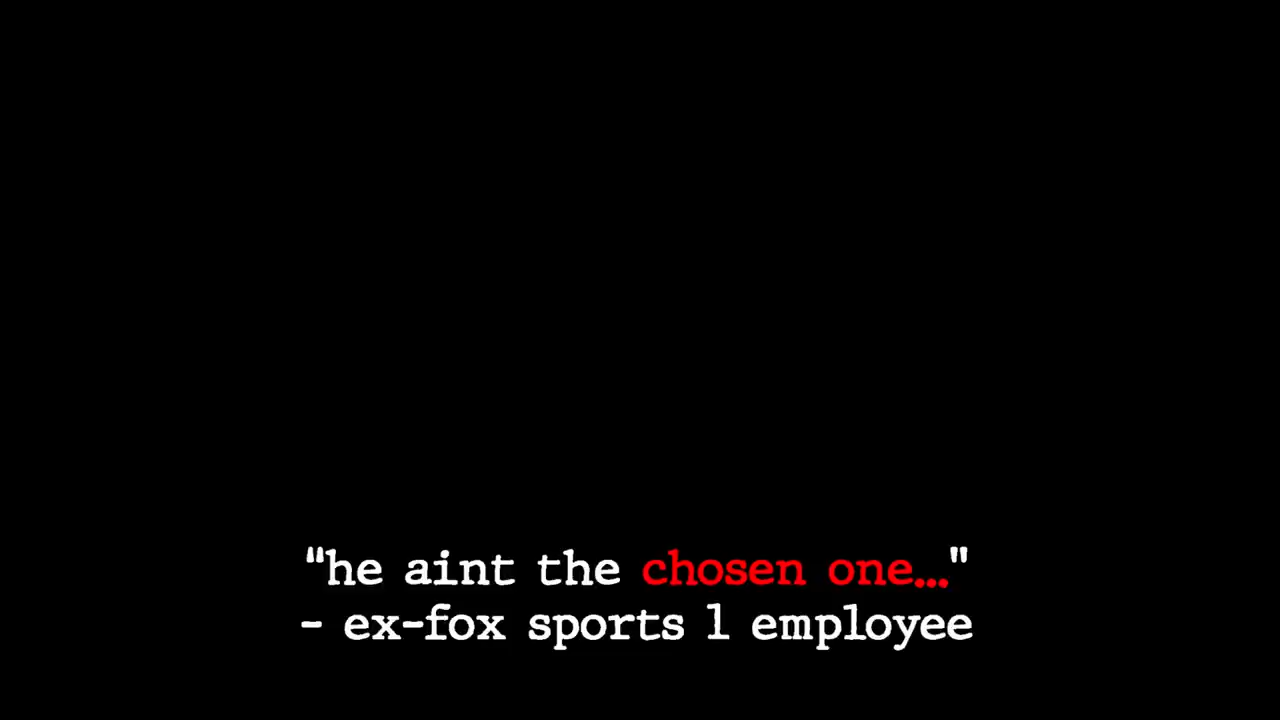 "he aint the chosen one..."
- ex-fox sports 1 employee